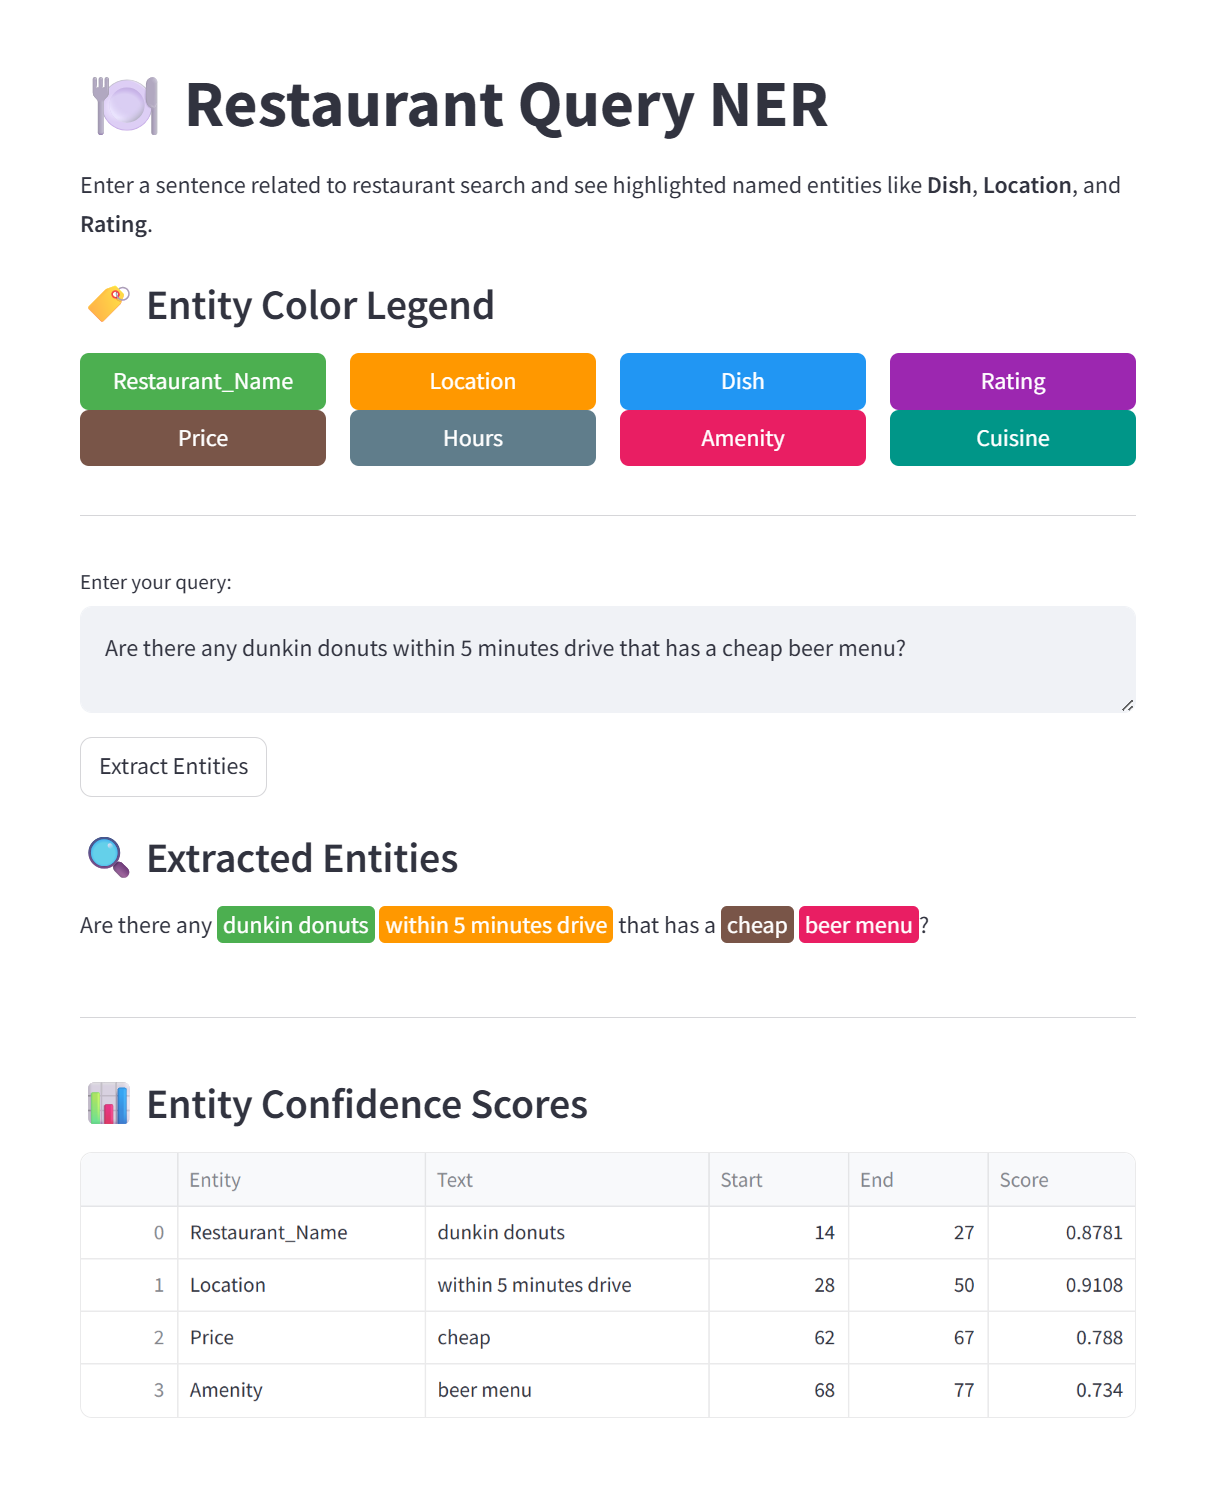 Restaurant Query NER
Enter a sentence related to restaurant search and see highlighted named entities like Dish, Location, and
Rating.
Entity Color Legend
Restaurant_Name Location Dish Rating
Price Hours Amenity Cuisine
Enter your query:
Are there any dunkin donuts within 5 minutes drive that has a cheap beer menu?
Extract Entities
Extracted Entities
Are there any dunkin donuts within 5 minutes drive that has a cheap beer menu?
Entity Confidence Scores
Entity Text Start End Score
0 Restaurant_Name dunkin donuts 14 27 0.8781
1 Location within 5 minutes drive 28 50 0.9108
2 Price cheap 62 67 0.788
3 Amenity beer menu 68 77 0.734